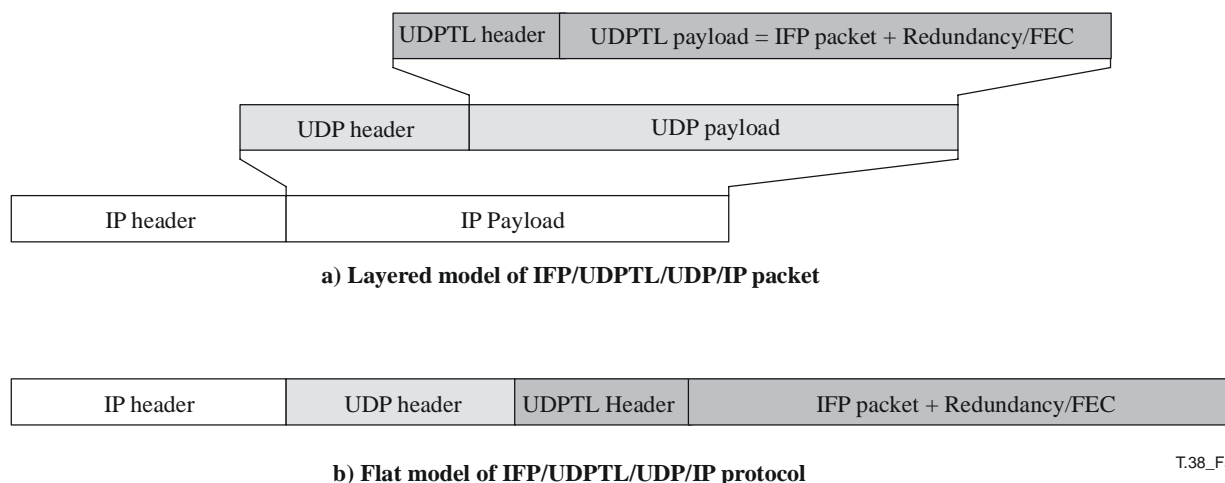 UDPTL header UDPTL payload = IFP packet + Redundancy/FEC
UDP header UDP payload
IP header IP Payload
a) Layered model of IFP/UDPTL/UDP/IP packet
IP header UDP header UDPTL Header IFP packet + Redundancy/FEC
b) Flat model of IFP/UDPTL/UDP/IP protocol